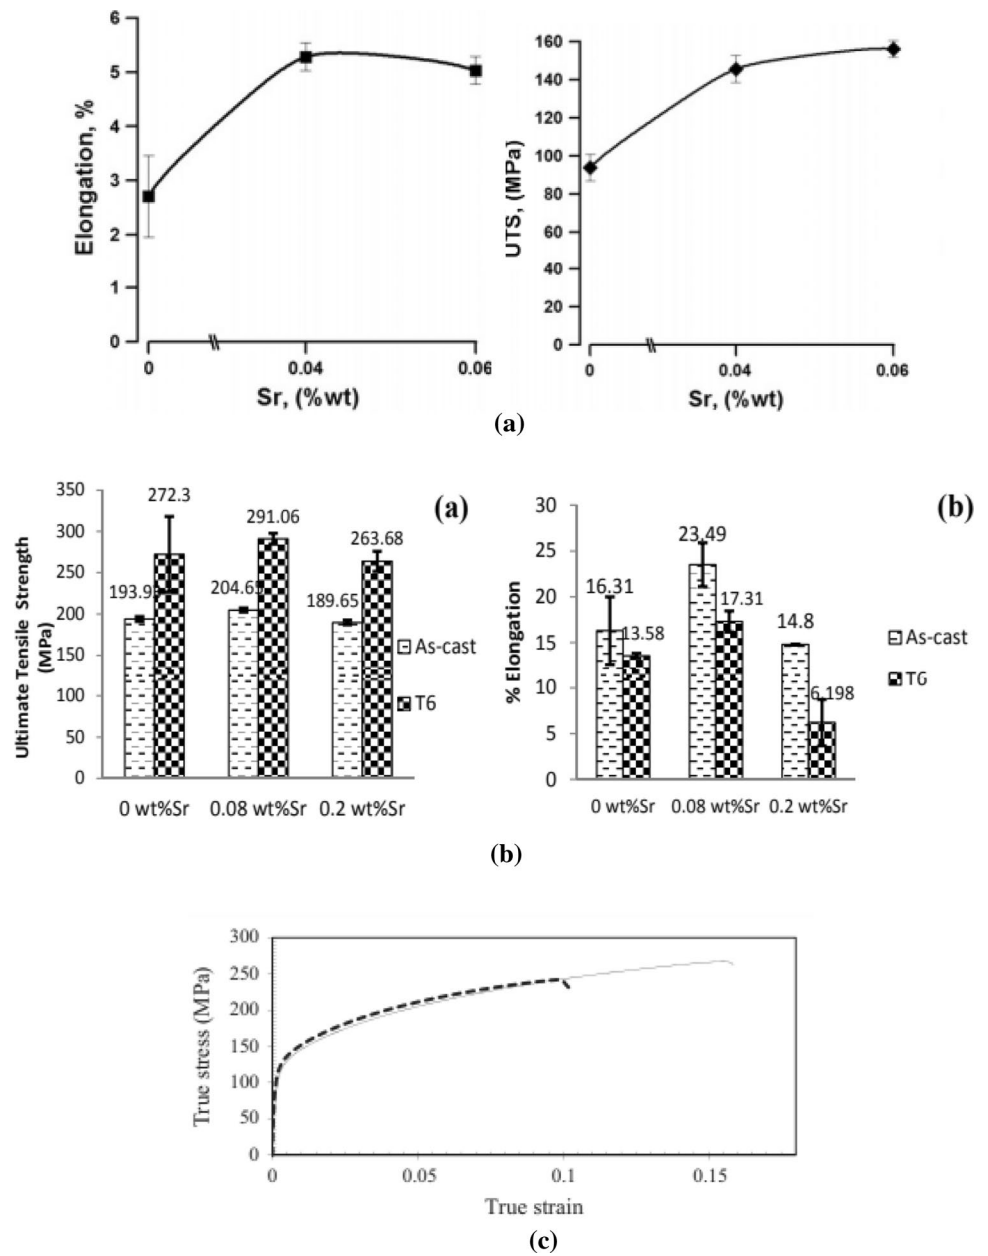 6
5
4
3
2
1
0
Elongation, %
0
0.04
0.06
Sr, (%wt)
160
140
120
100
80
60
40
20
0
UTS, (MPa)
0
0.04
0.06
Sr, (%wt)
(a)
350
300
250
200
150
100
50
0
Ultimate Tensile Strength
(MPa)
272.3
291.06
263.68
193.9
204.65
189.65
(a)
As-cast
T6
0 wt%Sr
0.08 wt%Sr
0.2 wt%Sr
30
25
20
15
10
5
0
% Elongation
16.31
13.58
23.49
17.31
14.8
6.198
(b)
As-cast
T6
0 wt%Sr
0.08 wt%Sr
0.2 wt%Sr
(b)
300
250
200
150
100
50
0
True stress (MPa)
0
0.05
0.1
0.15
True strain
(c)